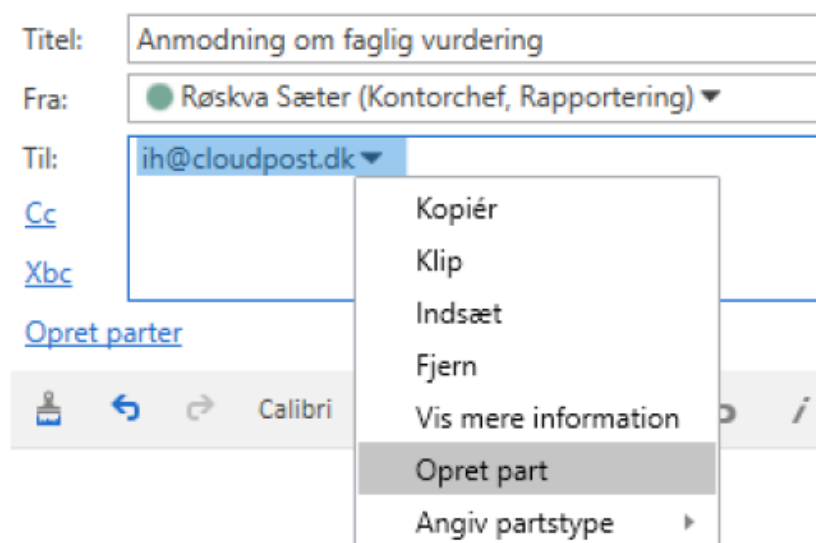 Titel: Anmodning om faglig vurdering
Fra: Røskva Sæter (Kontorchef, Rapportering)
Til: ih@cloudpost.dk
Kopiér
Cc
Klip
Xbc
Indsæt
Opret parter
Fjern
Calibri
Vis mere information
i
Opret part
Angiv partstype